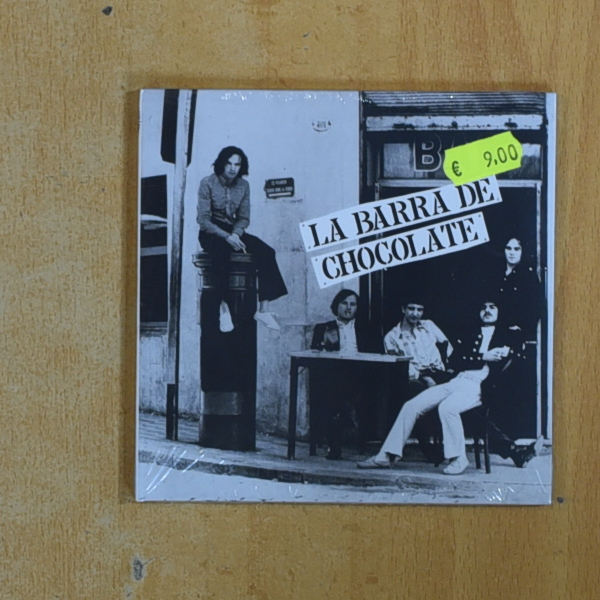 B
€ 9,00
LA BARRA DE
CHOCOLATE